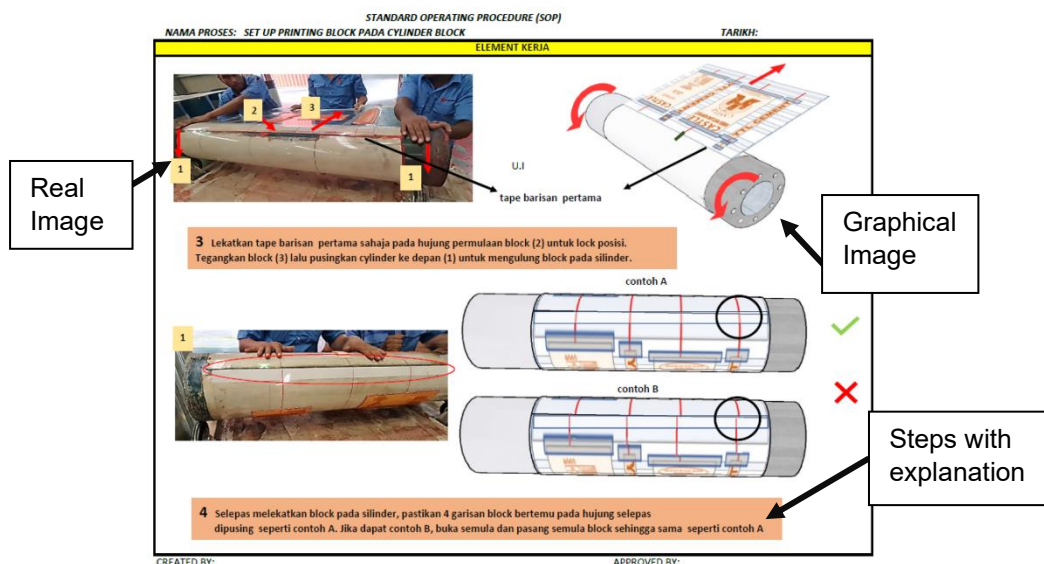 STANDARD OPERATING PROCEDURE (SOP)
NAMA PROSES: SET UP PRINTING BLOCK PADA CYLINDER BLOCK
TARIKH:
ELEMENT KERJA
2
3
1
1
U.I
tape barisan pertama
Real
Image
Graphical
Image
3 Lekatkan tape barisan pertama sahaja pada hujung permulaan block (2) untuk lock posisi.
Tegangkan block (3) lalu pusingkan cylinder ke depan (1) untuk mengulung block pada silinder.
contoh A
1
contoh B
Steps with
explanation
4 Selepas melekatkan block pada silinder, pastikan 4 garisan block bertemu pada hujung selepas
dipusing seperti contoh A. Jika dapat contoh B, buka semula dan pasang semula block sehingga sama seperti contoh A
CREATED BY:
APPROVED BY: